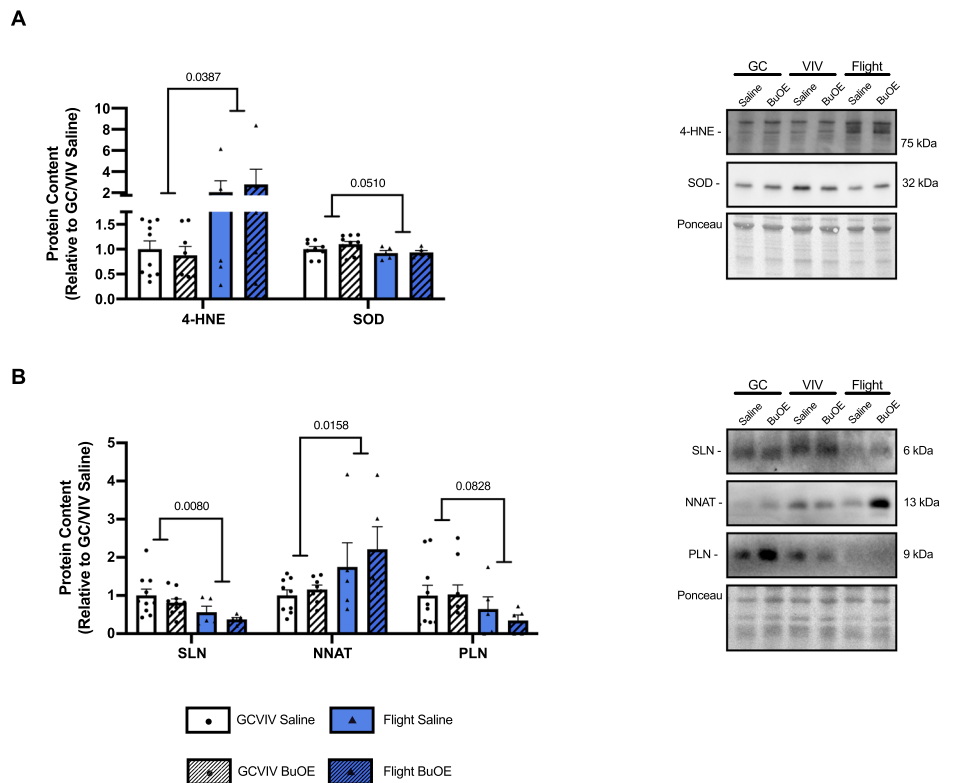 A
Protein Content
(Relative to GC/VIV Saline)
10
8
6
4
2
1.5
1.0
0.5
0.0
0.0387
0.0510
4-HNE
SOD
GC
VIV
Flight
Saline
BuOE
Saline
BuOE
Saline
BuOE
4-HNE -
75 kDa
SOD -
32 kDa
Ponceau
B
Protein Content
(Relative to GC/VIV Saline)
5
4
3
2
1
0
0.0080
0.0158
0.0828
SLN
NNAT
PLN
GC
VIV
Flight
Saline
BuOE
Saline
BuOE
Saline
BuOE
SLN -
6 kDa
NNAT -
13 kDa
PLN -
9 kDa
Ponceau
GCVIV Saline
Flight Saline
GCVIV BuOE
Flight BuOE